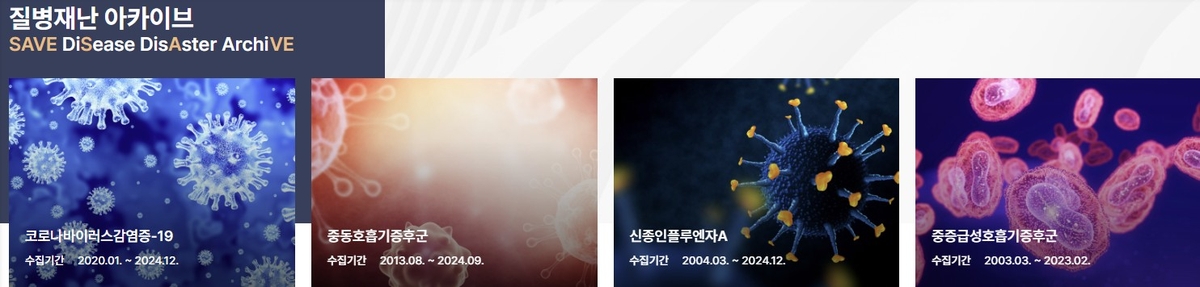 질병재난 아카이브
SAVE DiSease DisAster ArchiVE
코로나바이러스감염증-19
수집기간 2020.01. ~ 2024.12.
중동호흡기증후군
수집기간 2013.08. ~ 2024.09.
신종인플루엔자A
수집기간 2004.03. ~ 2024.12.
중증급성호흡기증후군
수집기간 2003.03. ~ 2023.02.